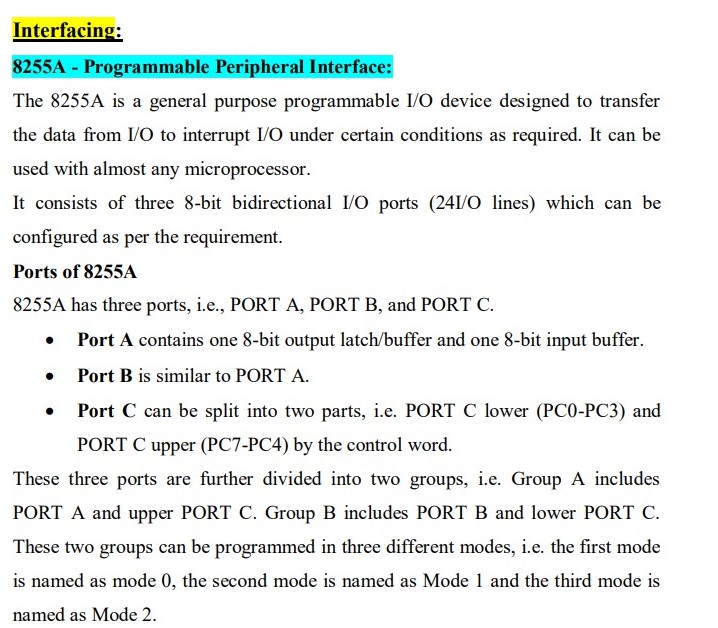 Interfacing:
8255A - Programmable Peripheral Interface:
The 8255A is a general purpose programmable I/O device designed to transfer
the data from I/O to interrupt I/O under certain conditions as required. It can be
used with almost any microprocessor.
It consists of three 8-bit bidirectional I/O ports (24I/O lines) which can be
configured as per the requirement.
Ports of 8255A
8255A has three ports, i.e., PORT A, PORT B, and PORT C.
• Port A contains one 8-bit output latch/buffer and one 8-bit input buffer.
• Port B is similar to PORT A.
• Port C can be split into two parts, i.e. PORT C lower (PC0-PC3) and
PORT C upper (PC7-PC4) by the control word.
These three ports are further divided into two groups, i.e. Group A includes
PORT A and upper PORT C. Group B includes PORT B and lower PORT C.
These two groups can be programmed in three different modes, i.e. the first mode
is named as mode 0, the second mode is named as Mode 1 and the third mode is
named as Mode 2.